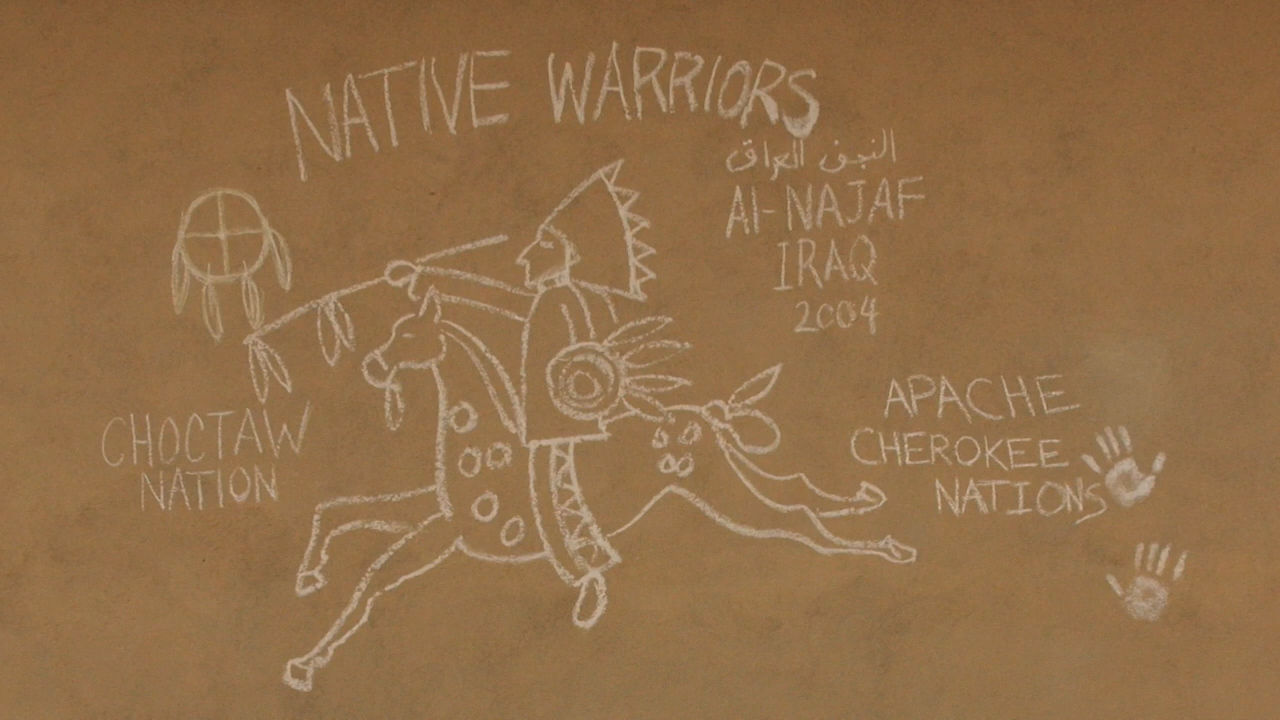 NATIVE WARRIORS
النجف العراق
Al-NAJAF
IRAQ
2004
CHOCTAW
NATION
APACHE
CHEROKEE
NATIONS